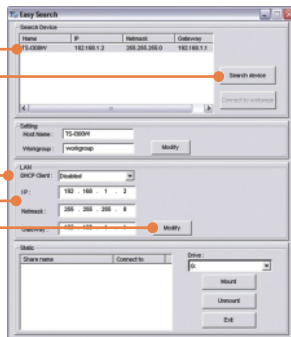 Easy Search
Search Device
Name IP Netmask Gateway
TS-I300W 192.168.1.2 255.255.255.0 192.168.1.1
Search device
Connect to webpage
Setting
Host Name : TS-I300W
Workgroup : workgroup
Modify
LAN
DHCP Client : Disabled
IP : 192 . 168 . 1 . 2
Netmask : 255 . 255 . 255 . 0
Gateway :
Modify
Static
Share name Connect to
Drive :
Mount
Unmount
Exit